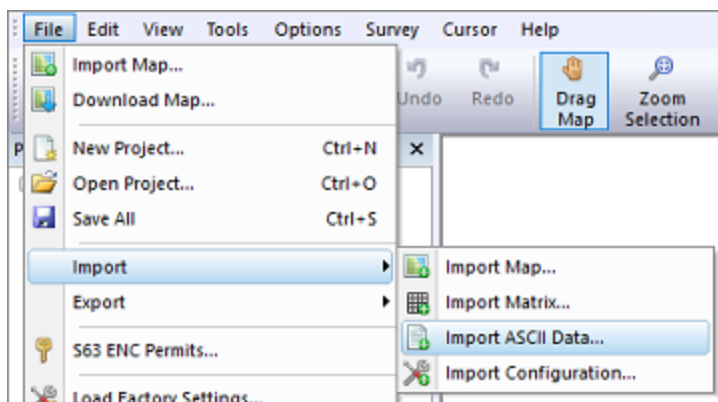 File Edit View Tools Options Survey Cursor Help
Import Map...
Download Map...
Undo Redo Drag Map Zoom Selection
New Project... Ctrl+N
Open Project... Ctrl+O
Save All Ctrl+S
Import
Export
S63 ENC Permits...
Load Factory Settings...
Import Map...
Import Matrix...
Import ASCII Data...
Import Configuration...